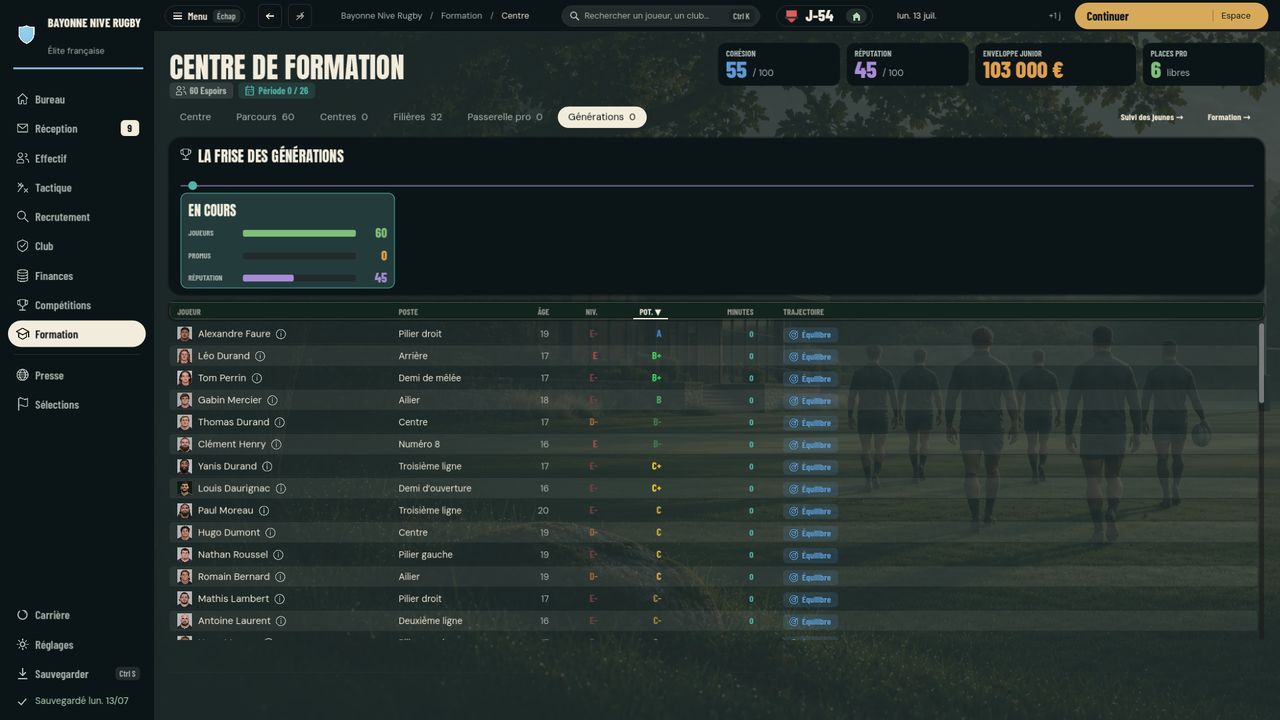 BAYONNE NIVE RUGBY
Élite française
Menu Échap
Bayonne Nive Rugby / Formation / Centre
Rechercher un joueur, un club... Ctrl K
J-54
lun. 13 juil.
+1 j
Continuer Espace
Bureau
Réception 9
Effectif
Tactique
Recrutement
Club
Finances
Compétitions
Formation
Presse
Sélections
Carrière
Réglages
Sauvegarder Ctrl S
Sauvegardé lun. 13/07
CENTRE DE FORMATION
60 Espoirs Période 0 / 26
COHÉSION
55 / 100
RÉPUTATION
45 / 100
ENVELOPPE JUNIOR
103 000 €
PLACES PRO
6 libres
Centre Parcours 60 Centres 0 Filières 32 Passerelle pro 0 Générations 0
Suivi des jeunes → Formation →
LA FRISE DES GÉNÉRATIONS
EN COURS
JOUEURS 60
PROMUS 0
RÉPUTATION 45
JOUEUR POSTE ÂGE NIV. POT. ▼ MINUTES TRAJECTOIRE
Alexandre Faure Pilier droit 19 E- A 0 Équilibre
Léo Durand Arrière 17 E B+ 0 Équilibre
Tom Perrin Demi de mêlée 17 E- B+ 0 Équilibre
Gabin Mercier Ailier 18 E- B 0 Équilibre
Thomas Durand Centre 17 D- B- 0 Équilibre
Clément Henry Numéro 8 16 E B- 0 Équilibre
Yanis Durand Troisième ligne 17 E- C+ 0 Équilibre
Louis Daurignac Demi d'ouverture 16 E- C+ 0 Équilibre
Paul Moreau Troisième ligne 20 E- C 0 Équilibre
Hugo Dumont Centre 19 D- C 0 Équilibre
Nathan Roussel Pilier gauche 19 E- C 0 Équilibre
Romain Bernard Ailier 19 D- C 0 Équilibre
Mathis Lambert Pilier droit 17 E- C- 0 Équilibre
Antoine Laurent Deuxième ligne 16 E- C- 0 Équilibre